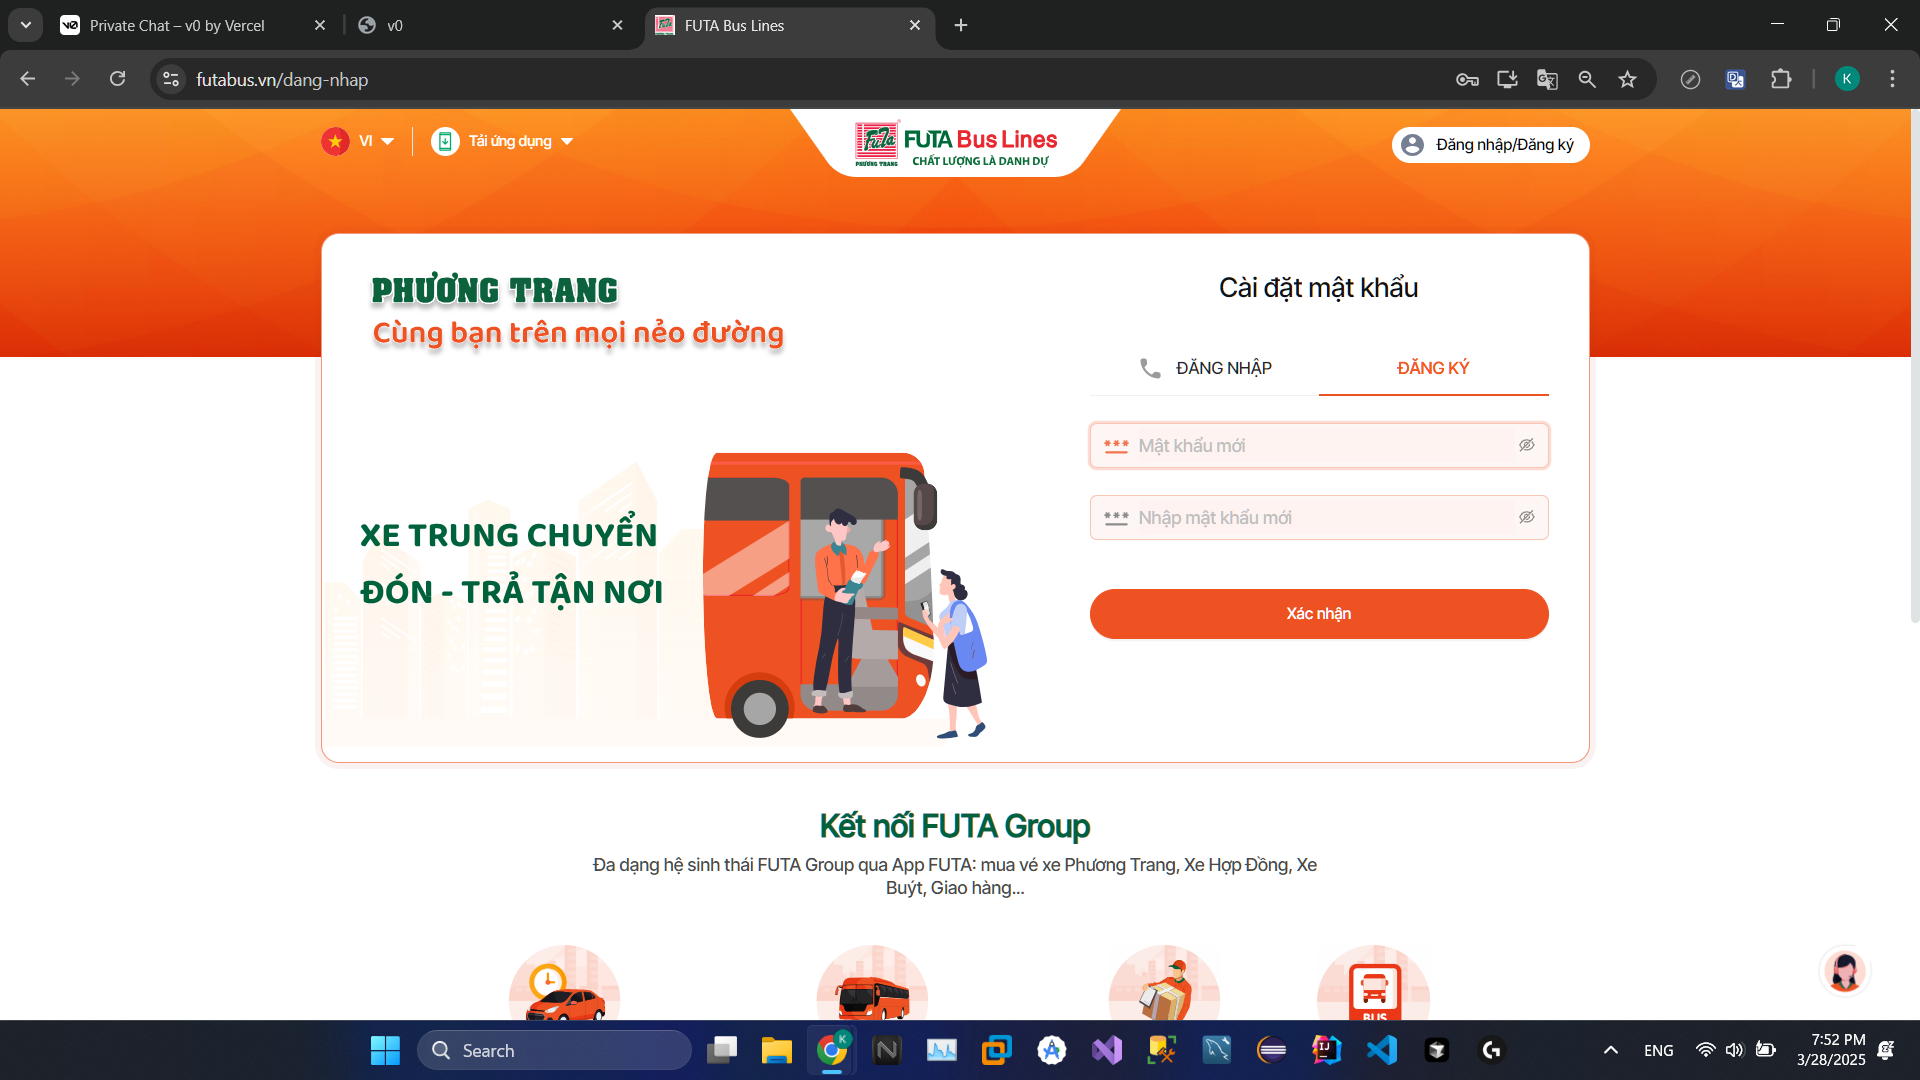 Private Chat – v0 by Vercel
v0
FUTA Bus Lines
futabus.vn/dang-nhap
K
VI
Tải ứng dụng
FUTA
PHƯƠNG TRANG
FUTA Bus Lines
CHẤT LƯỢNG LÀ DANH DỰ
Đăng nhập/Đăng ký
PHƯƠNG TRANG
Cùng bạn trên mọi nẻo đường
XE TRUNG CHUYỂN
ĐÓN - TRẢ TẬN NƠI
Cài đặt mật khẩu
ĐĂNG NHẬP
ĐĂNG KÝ
Mật khẩu mới
Nhập mật khẩu mới
Xác nhận
Kết nối FUTA Group
Đa dạng hệ sinh thái FUTA Group qua App FUTA: mua vé xe Phương Trang, Xe Hợp Đồng, Xe
Buýt, Giao hàng...
BUS
Search
ENG
7:52 PM
3/28/2025